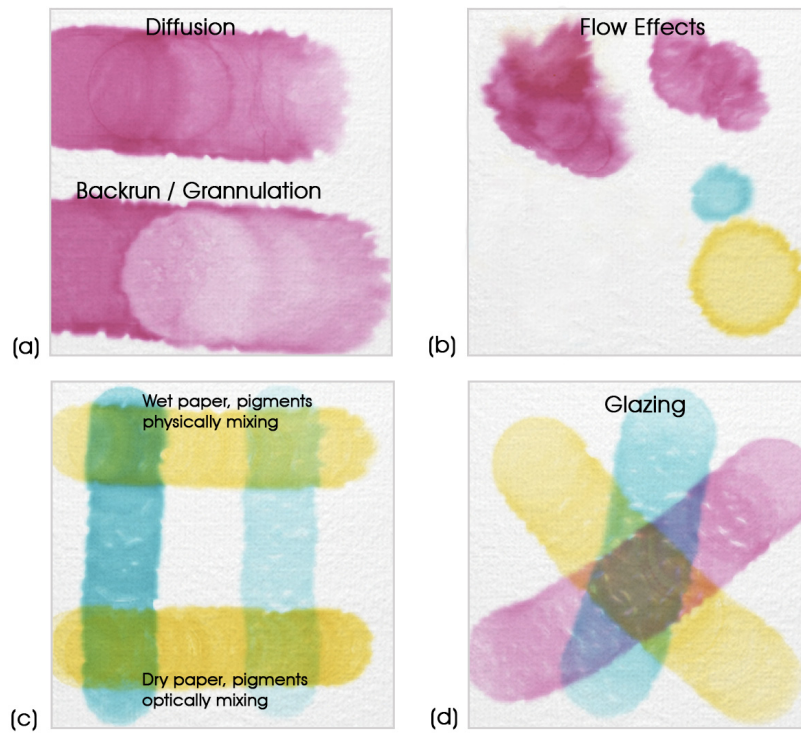 Diffusion
Backrun / Grannulation
(a)
Flow Effects
(b)
Wet paper, pigments
physically mixing
Dry paper, pigments
optically mixing
(c)
Glazing
(d)